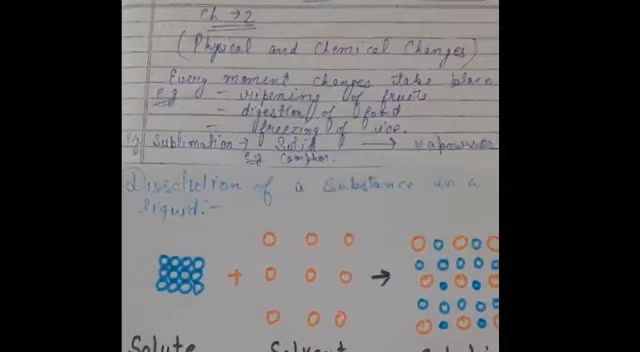 Ch → 2
(Physical and Chemical Changes)
Every moment changes take place
e.g - ripening of fruits
- digestion of food
- freezing of ice.
e.g Sublimation → Solid → vapourses
e.g camphor.
Dissolution of a substance in a
liquid:-
+ →
Solute Solvent